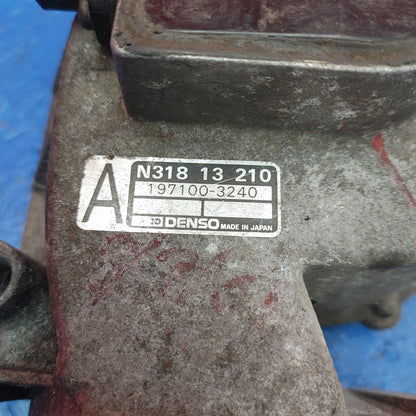 A
N318 13 210
197100-3240
DENSO MADE IN JAPAN